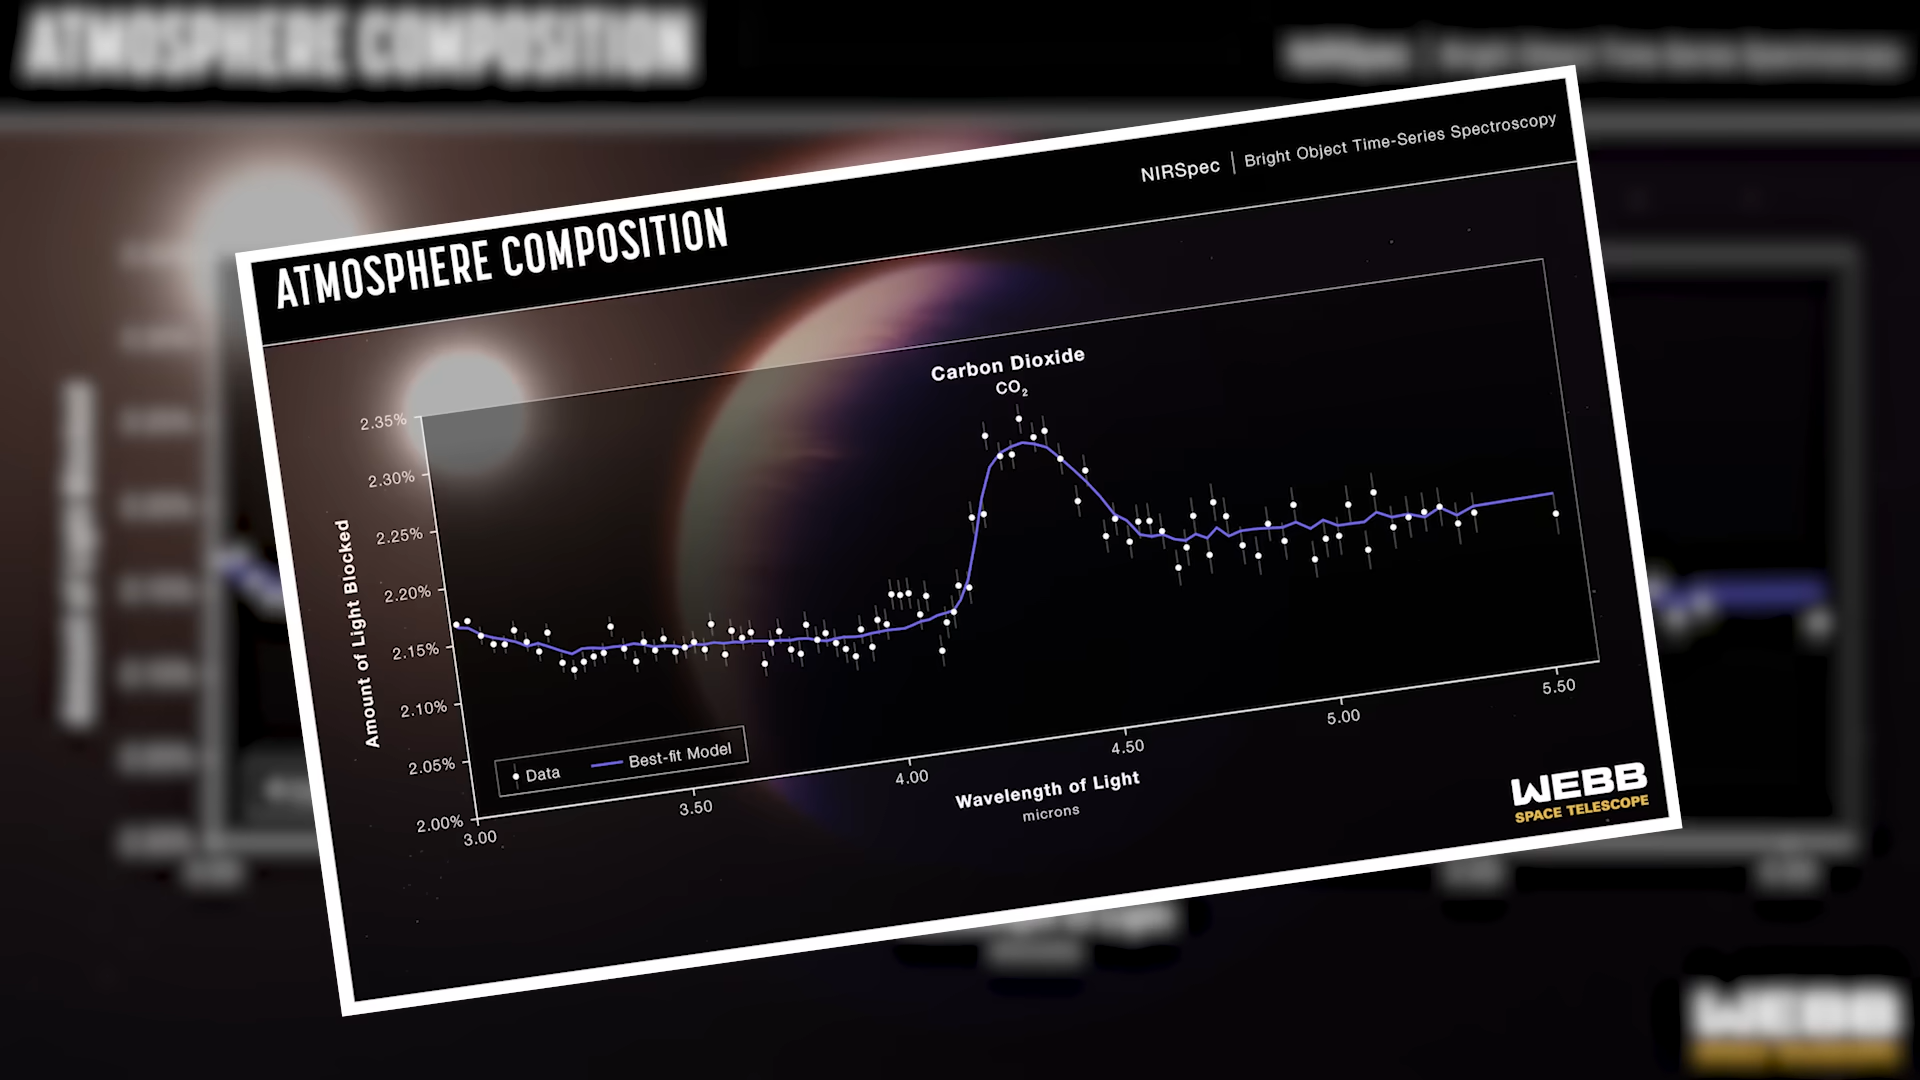 ATMOSPHERE COMPOSITION
NIRSpec | Bright Object Time-Series Spectroscopy
Carbon Dioxide
CO₂
2.35%
2.30%
2.25%
2.20%
2.15%
2.10%
2.05%
2.00%
Amount of Light Blocked
Data
Best-fit Model
3.00
3.50
4.00
4.50
5.00
5.50
Wavelength of Light
microns
WEBB
SPACE TELESCOPE